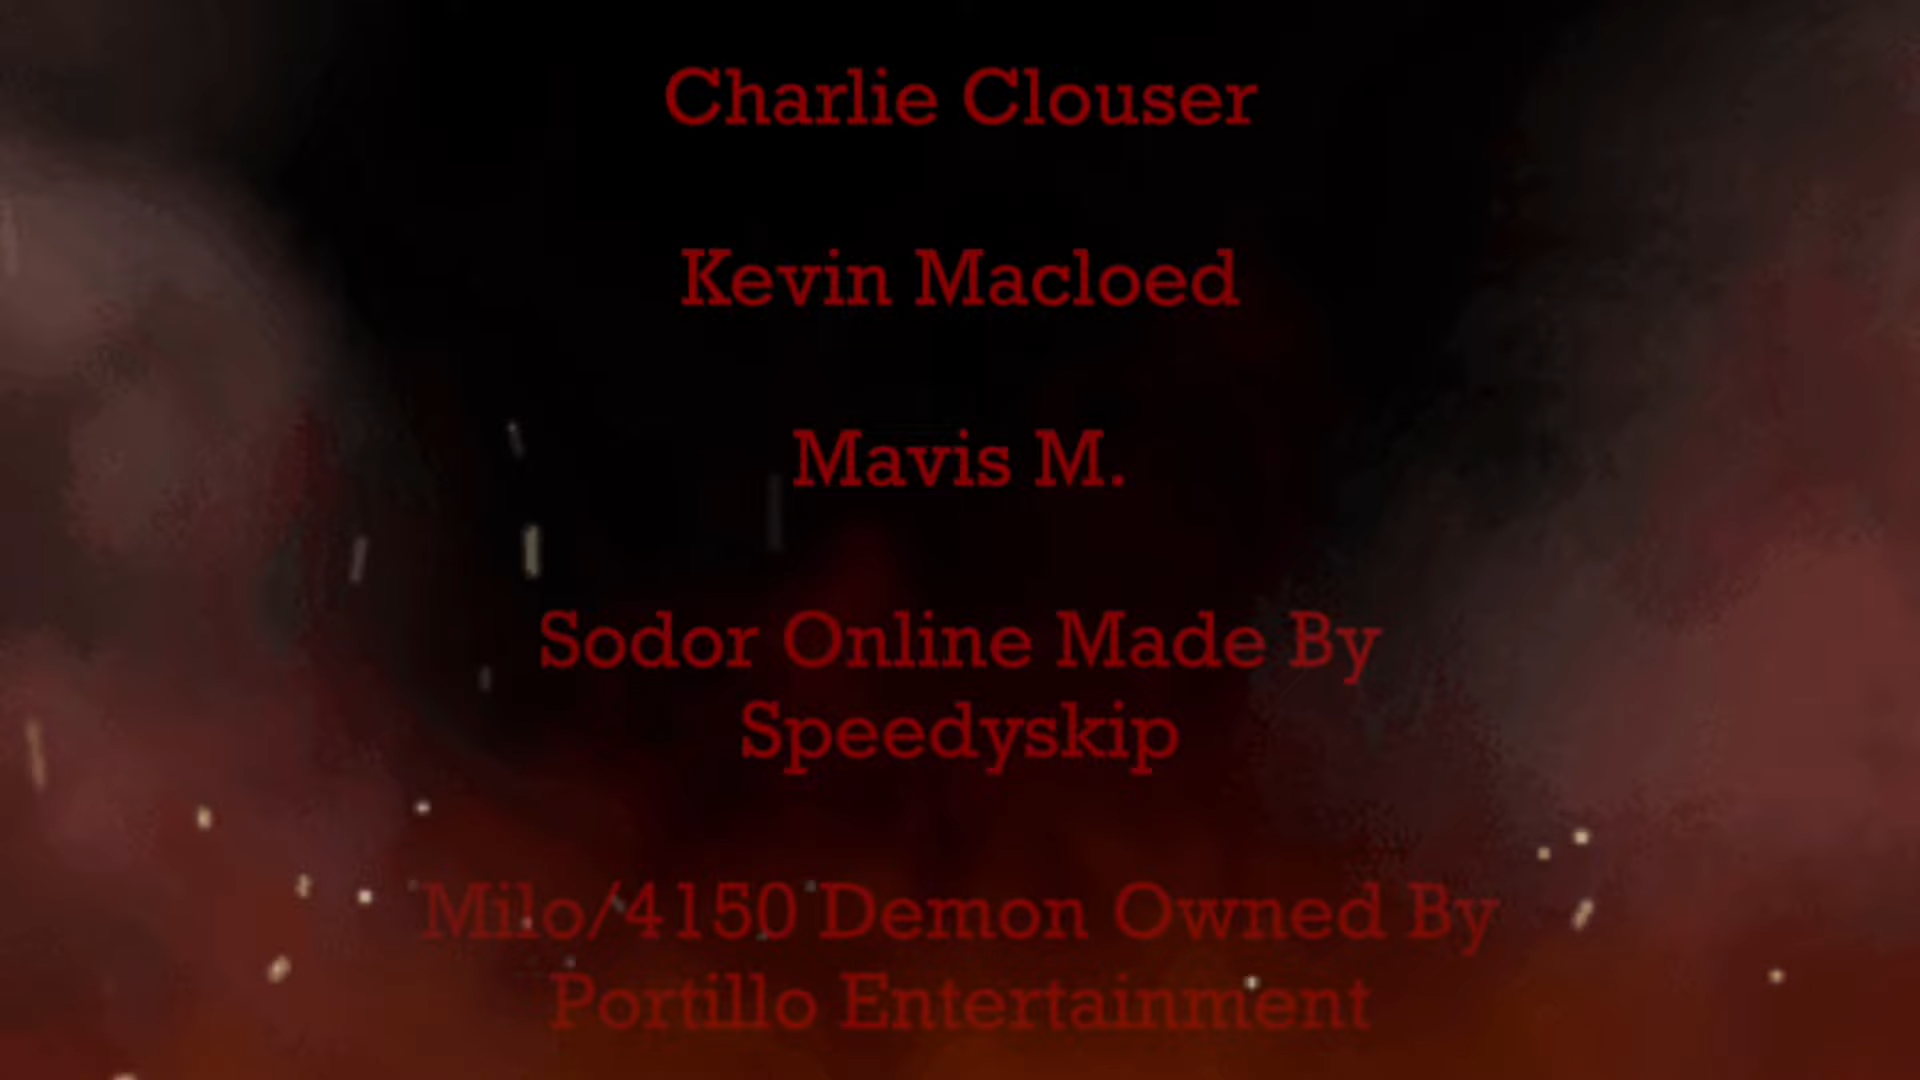 Charlie Clouser
Kevin Macloed
Mavis M.
Sodor Online Made By
Speedyskip
Milo/4150 Demon Owned By
Portillo Entertainment